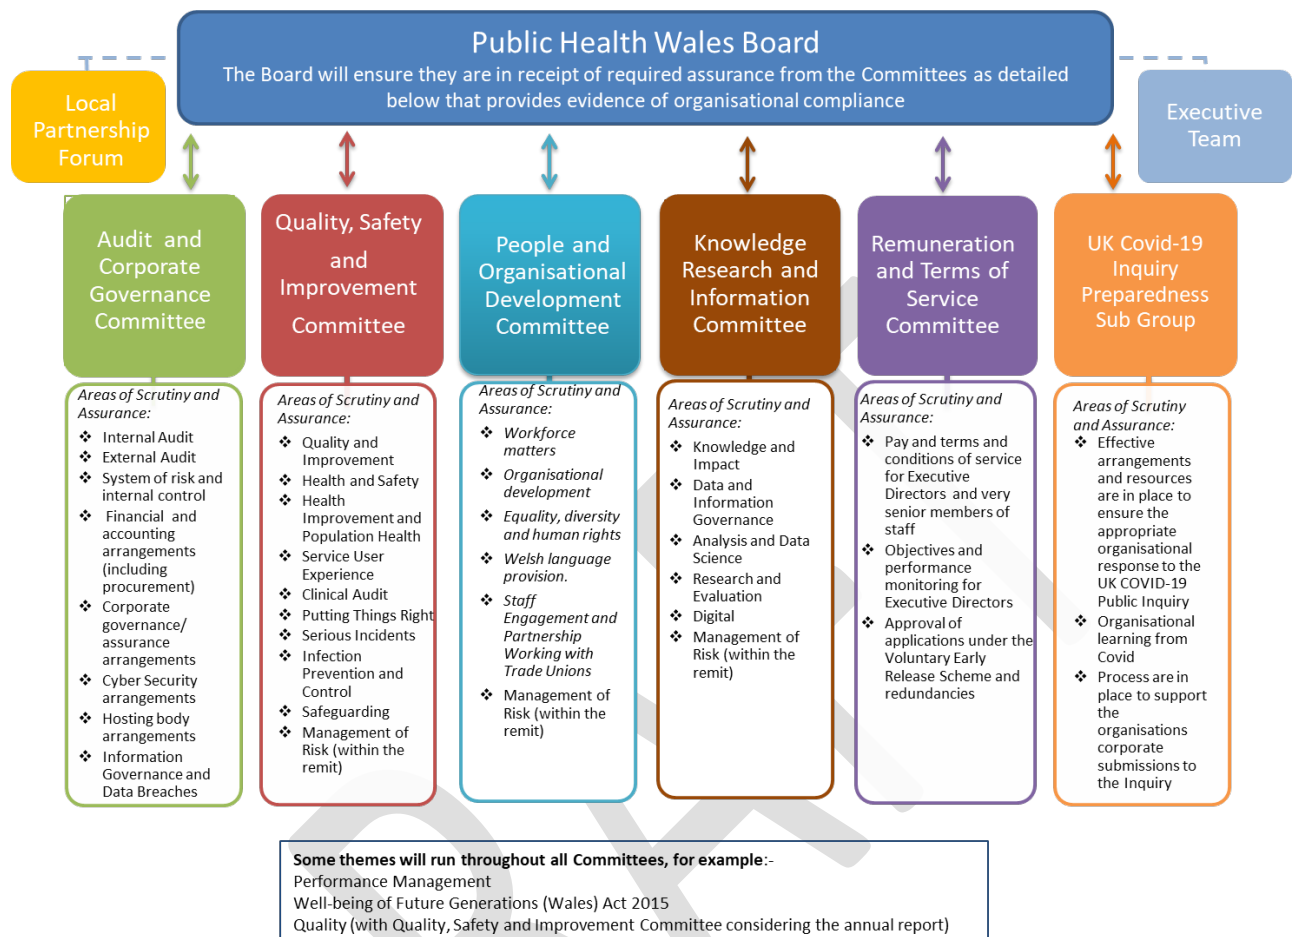 Public Health Wales Board
The Board will ensure they are in receipt of required assurance from the Committees as detailed
below that provides evidence of organisational compliance
Local
Partnership
Forum
Executive
Team
Audit and
Corporate
Governance
Committee
Areas of Scrutiny and
Assurance:
❖ Internal Audit
❖ External Audit
❖ System of risk and
internal control
❖ Financial and
accounting
arrangements
(including
procurement)
❖ Corporate
governance/
assurance
arrangements
❖ Cyber Security
arrangements
❖ Hosting body
arrangements
❖ Information
Governance and
Data Breaches
Quality, Safety
and
Improvement
Committee
Areas of Scrutiny and
Assurance:
❖ Quality and
Improvement
❖ Health and Safety
❖ Health
Improvement and
Population Health
❖ Service User
Experience
❖ Clinical Audit
❖ Putting Things Right
❖ Serious Incidents
❖ Infection
Prevention and
Control
❖ Safeguarding
❖ Management of
Risk (within the
remit)
People and
Organisational
Development
Committee
Areas of Scrutiny and
Assurance:
❖ Workforce
matters
❖ Organisational
development
❖ Equality, diversity
and human rights
❖ Welsh language
provision.
❖ Staff
Engagement and
Partnership
Working with
Trade Unions
❖ Management of
Risk (within the
remit)
Knowledge
Research and
Information
Committee
Areas of Scrutiny and
Assurance:
❖ Knowledge and
Impact
❖ Data and
Information
Governance
❖ Analysis and Data
Science
❖ Research and
Evaluation
❖ Digital
❖ Management of
Risk (within the
remit)
Remuneration
and Terms of
Service
Committee
Areas of Scrutiny and
Assurance:
❖ Pay and terms and
conditions of service
for Executive
Directors and very
senior members of
staff
❖ Objectives and
performance
monitoring for
Executive Directors
❖ Approval of
applications under the
Voluntary Early
Release Scheme and
redundancies
UK Covid-19
Inquiry
Preparedness
Sub Group
Areas of Scrutiny
and Assurance:
❖ Effective
arrangements
and resources
are in place to
ensure the
appropriate
organisational
response to the
UK COVID-19
Public Inquiry
❖ Organisational
learning from
Covid
❖ Process are in
place to support
the
organisations
corporate
submissions to
the Inquiry
Some themes will run throughout all Committees, for example:-
Performance Management
Well-being of Future Generations (Wales) Act 2015
Quality (with Quality, Safety and Improvement Committee considering the annual report)